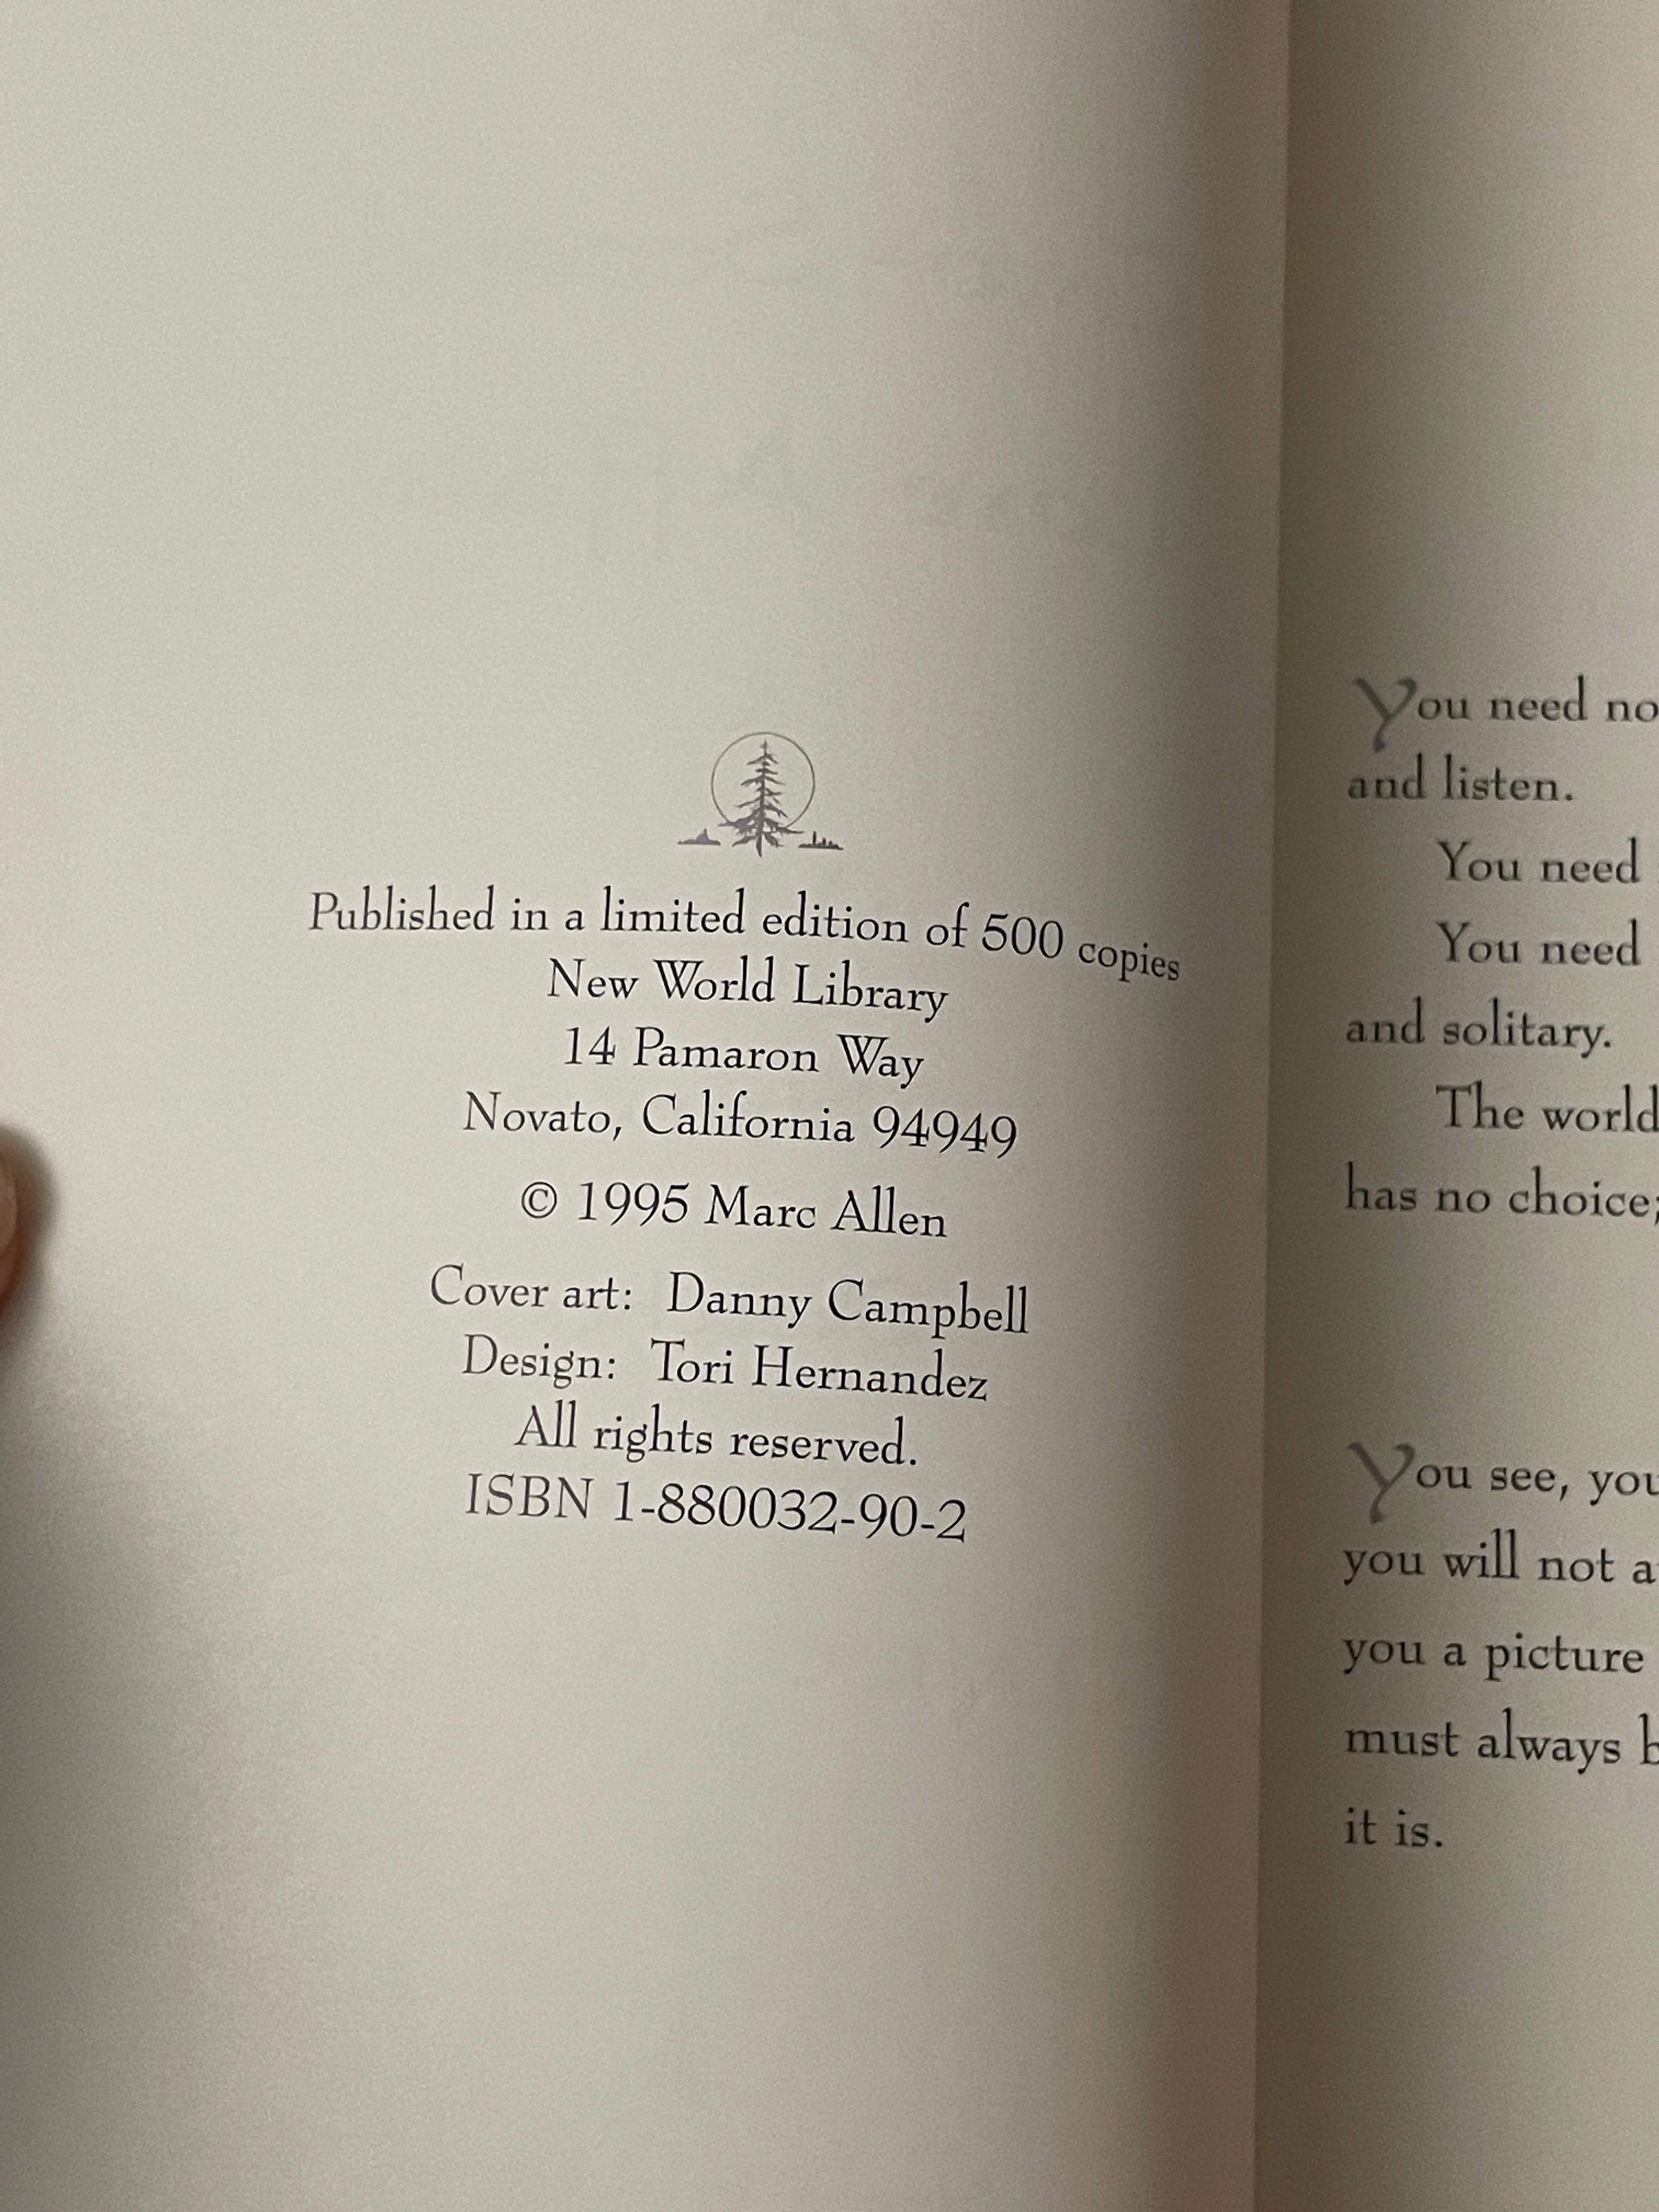 Published in a limited edition of 500 copies
New World Library
14 Pamaron Way
Novato, California 94949
© 1995 Marc Allen
Cover art: Danny Campbell
Design: Tori Hernandez
All rights reserved.
ISBN 1-880032-90-2
You need no
and listen.
You need
You need
and solitary.
The world
has no choice;
You see, you
you will not a
you a picture
must always b
it is.